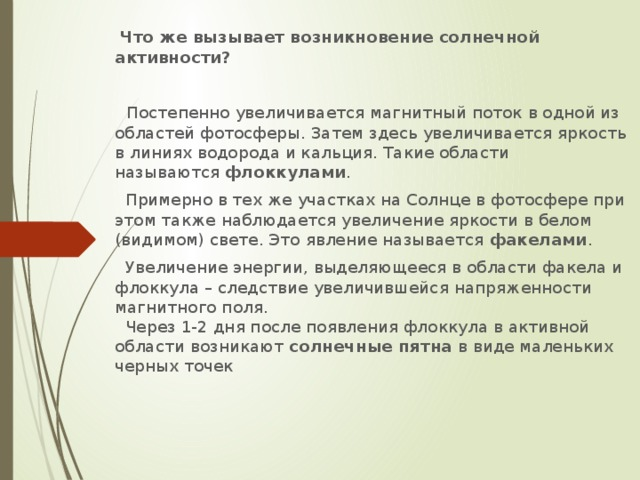 Что же вызывает возникновение солнечной
активности?
Постепенно увеличивается магнитный поток в одной из
областей фотосферы. Затем здесь увеличивается яркость
в линиях водорода и кальция. Такие области
называются флоккулами.
Примерно в тех же участках на Солнце в фотосфере при
этом также наблюдается увеличение яркости в белом
(видимом) свете. Это явление называется факелами.
Увеличение энергии, выделяющееся в области факела и
флоккула – следствие увеличившейся напряженности
магнитного поля.
Через 1-2 дня после появления флоккула в активной
области возникают солнечные пятна в виде маленьких
черных точек